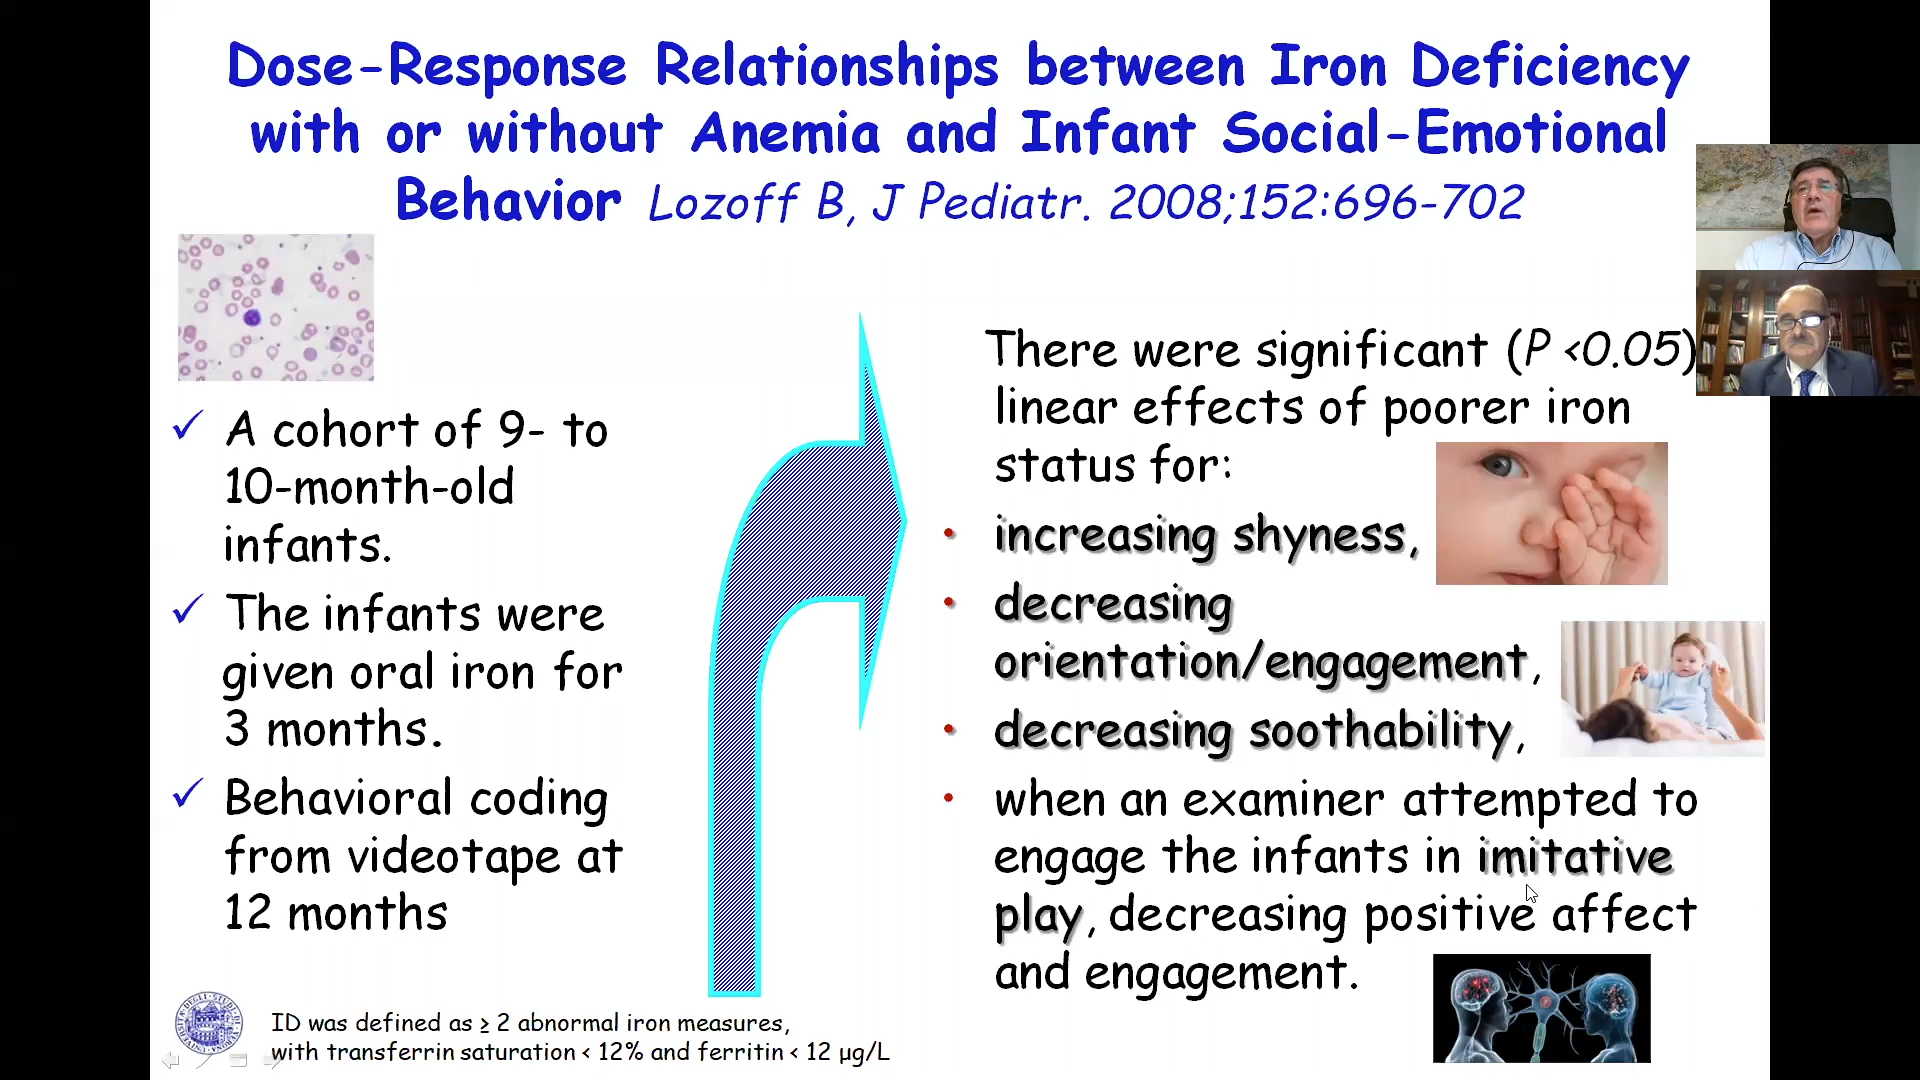 Dose-Response Relationships between Iron Deficiency
with or without Anemia and Infant Social-Emotional
Behavior Lozoff B, J Pediatr. 2008;152:696-702
✓ A cohort of 9- to
10-month-old
infants.
✓ The infants were
given oral iron for
3 months.
✓ Behavioral coding
from videotape at
12 months
There were significant (P <0.05)
linear effects of poorer iron
status for:
• increasing shyness,
• decreasing
orientation/engagement,
• decreasing soothability,
• when an examiner attempted to
engage the infants in imitative
play, decreasing positive affect
and engagement.
ID was defined as ≥ 2 abnormal iron measures,
with transferrin saturation < 12% and ferritin < 12 µg/L